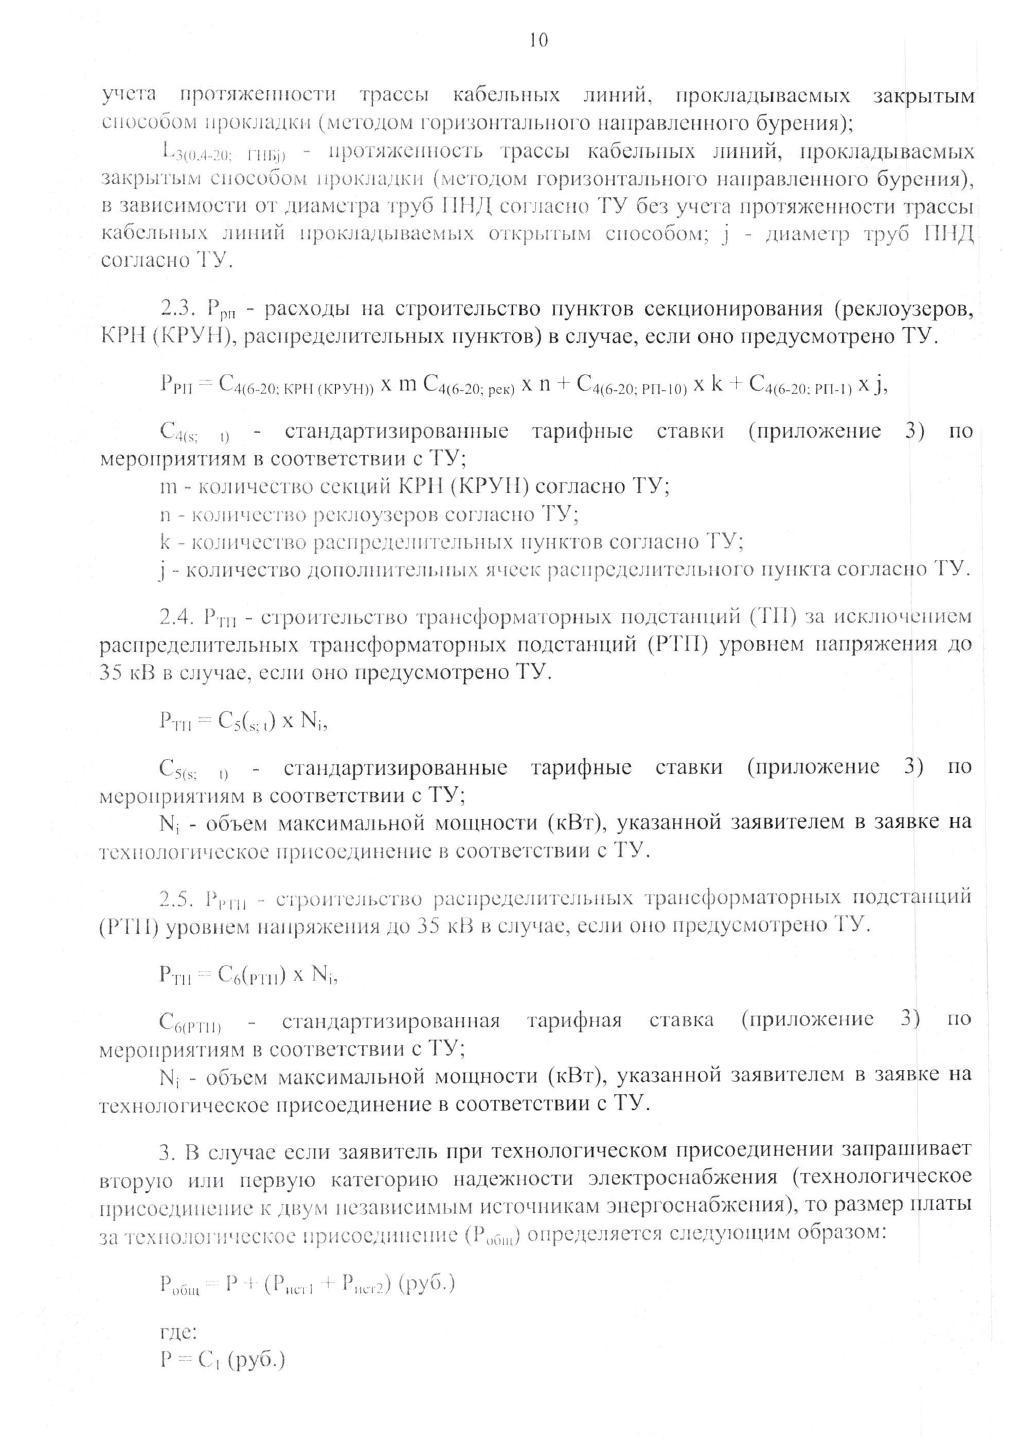 10
учета протяженности трассы кабельных линий, прокладываемых закрытым
способом прокладки (методом горизонтального направленного бурения);
L3(0,4-20; ГНБj) - протяженность трассы кабельных линий, прокладываемых
закрытым способом прокладки (методом горизонтального направленного бурения),
в зависимости от диаметра труб ПНД согласно ТУ без учета протяженности трассы
кабельных линий прокладываемых открытым способом; j - диаметр труб ПНД
согласно ТУ.
2.3. Ррп - расходы на строительство пунктов секционирования (реклоузеров,
КРН (КРУН), распределительных пунктов) в случае, если оно предусмотрено ТУ.
РРП = С4(6-20; КРН (КРУН)) x m С4(6-20; рек) x n + С4(6-20; РП-10) x k + С4(6-20; РП-1) x j,
С4(s; t) - стандартизированные тарифные ставки (приложение 3) по
мероприятиям в соответствии с ТУ;
m - количество секций КРН (КРУН) согласно ТУ;
n - количество реклоузеров согласно ТУ;
k - количество распределительных пунктов согласно ТУ;
j - количество дополнительных ячеек распределительного пункта согласно ТУ.
2.4. РТП - строительство трансформаторных подстанций (ТП) за исключением
распределительных трансформаторных подстанций (РТП) уровнем напряжения до
35 кВ в случае, если оно предусмотрено ТУ.
РТП = С5(s; t) x Ni,
С5(s; t) - стандартизированные тарифные ставки (приложение 3) по
мероприятиям в соответствии с ТУ;
Ni - объем максимальной мощности (кВт), указанной заявителем в заявке на
технологическое присоединение в соответствии с ТУ.
2.5. РРТП - строительство распределительных трансформаторных подстанций
(РТП) уровнем напряжения до 35 кВ в случае, если оно предусмотрено ТУ.
РТП = С6(РТП) x Ni,
С6(РТП) - стандартизированная тарифная ставка (приложение 3) по
мероприятиям в соответствии с ТУ;
Ni - объем максимальной мощности (кВт), указанной заявителем в заявке на
технологическое присоединение в соответствии с ТУ.
3. В случае если заявитель при технологическом присоединении запрашивает
вторую или первую категорию надежности электроснабжения (технологическое
присоединение к двум независимым источникам энергоснабжения), то размер платы
за технологическое присоединение (Робщ) определяется следующим образом:
Робщ = Р + (Рист1 + Рист2) (руб.)
где:
Р = С1 (руб.)